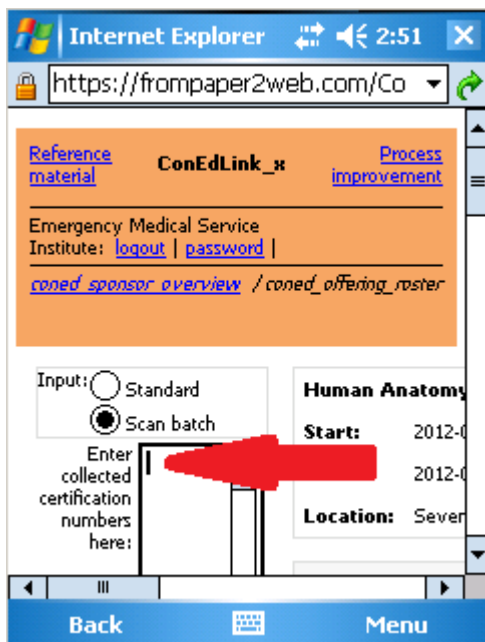 Internet Explorer 2:51
https://frompaper2web.com/Co
Reference material
ConEdLink_x
Process improvement
Emergency Medical Service
Institute: logout | password |
coned sponsor overview / coned_offering_roster
Input: Standard
Scan batch
Enter
collected
certification
numbers
here:
Human Anatomy
Start: 2012-0
2012-0
Location: Seven
Back Menu